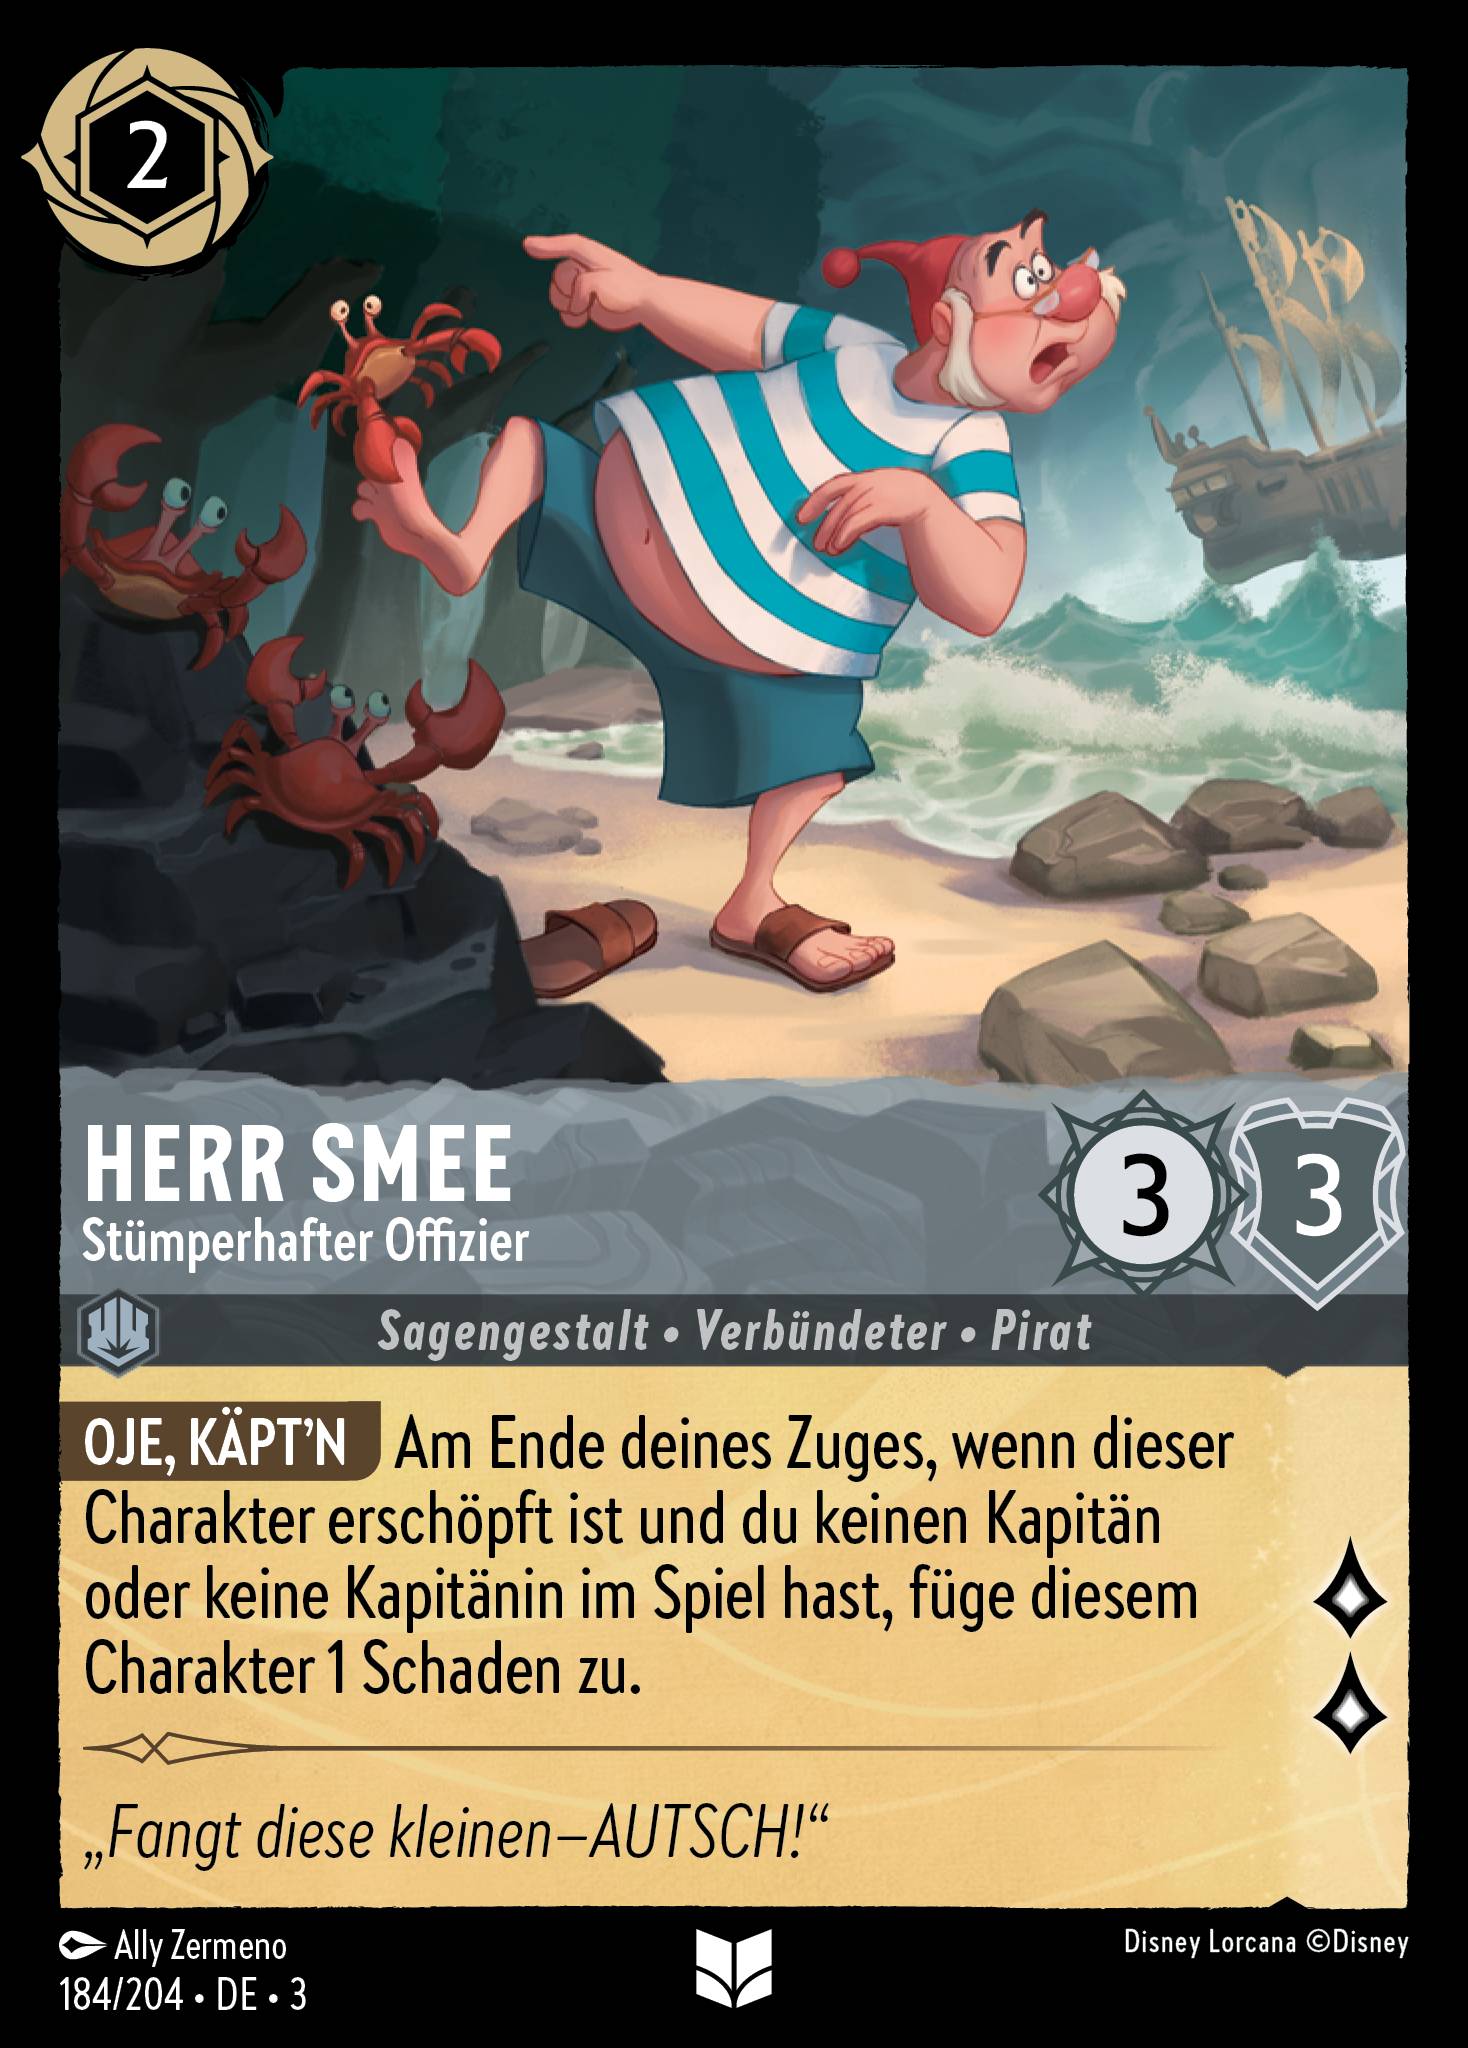 2
HERR SMEE
Stümperhafter Offizier
3
3
Sagengestalt • Verbündeter • Pirat
OJE, KÄPT’N Am Ende deines Zuges, wenn dieser
Charakter erschöpft ist und du keinen Kapitän
oder keine Kapitänin im Spiel hast, füge diesem
Charakter 1 Schaden zu.
„Fangt diese kleinen–AUTSCH!“
Ally Zermeno
Disney Lorcana ©Disney
184/204 • DE • 3